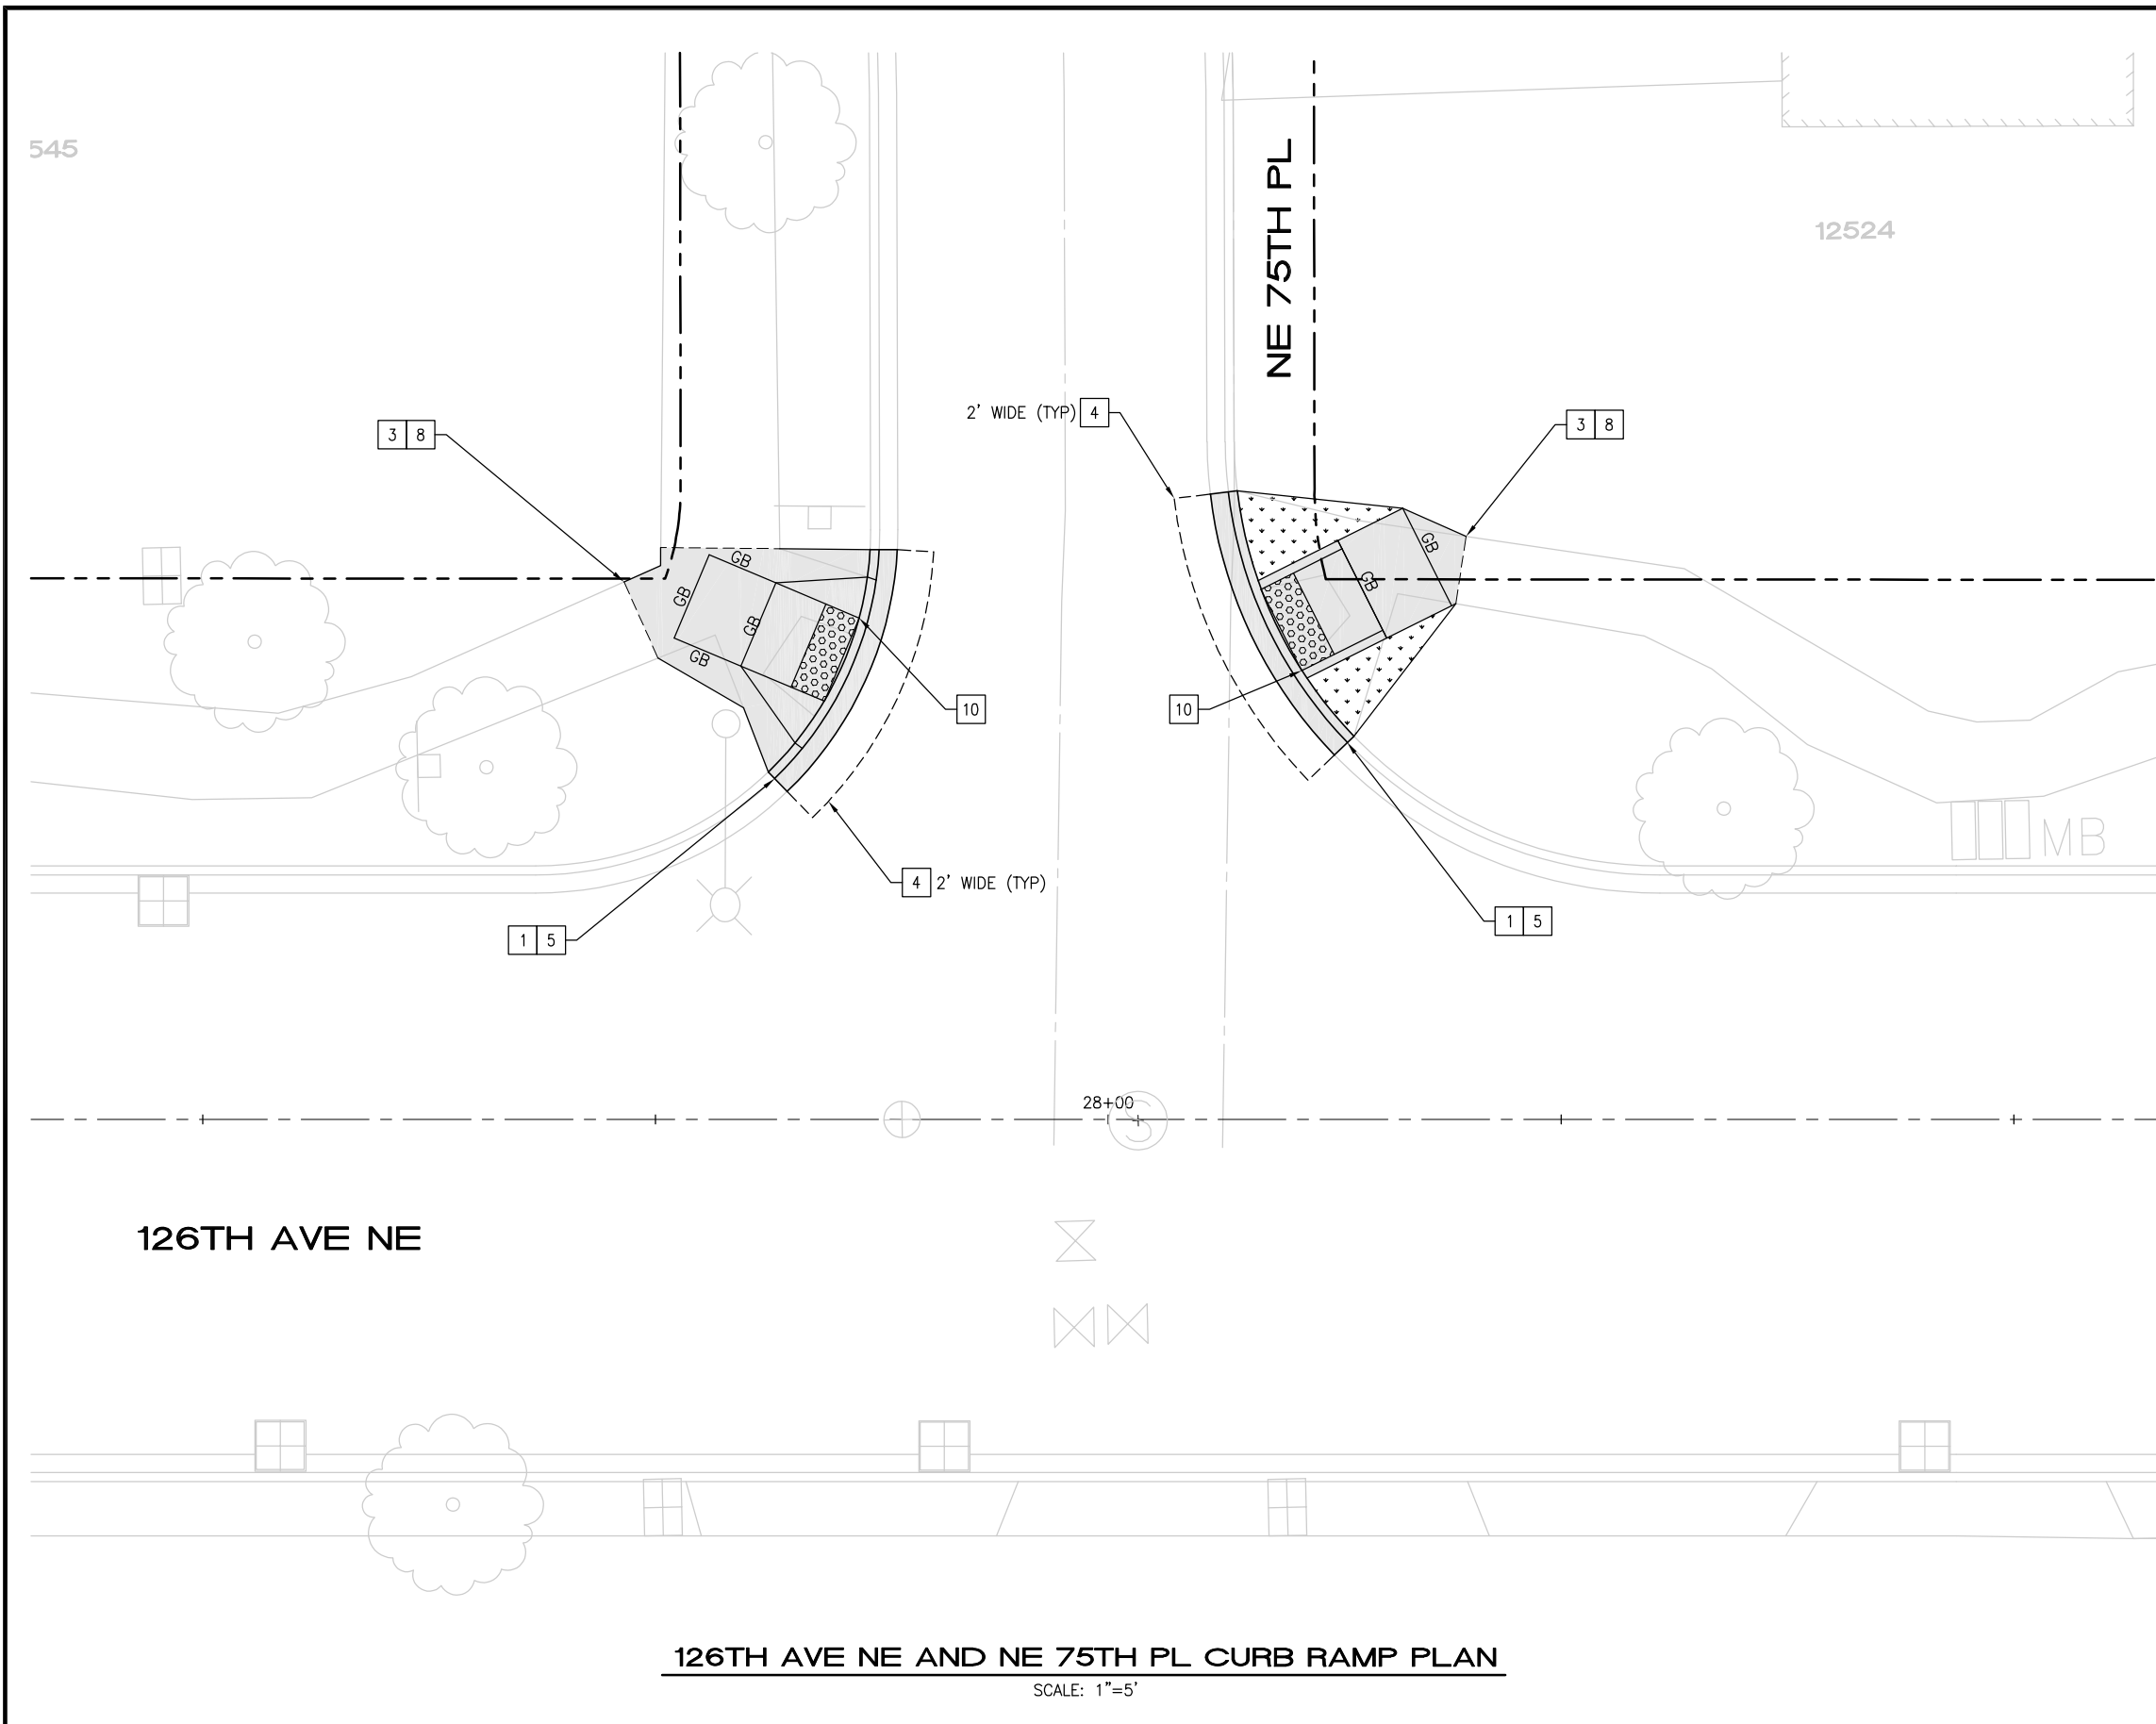 545
NE 75TH PL
12524
2' WIDE (TYP) 4
3 8
3 8
GB
GB
GB
GB
GB
GB
10
10
MB
4 2' WIDE (TYP)
1 5
1 5
28+00
S
126TH AVE NE
126TH AVE NE AND NE 75TH PL CURB RAMP PLAN
SCALE: 1"=5'